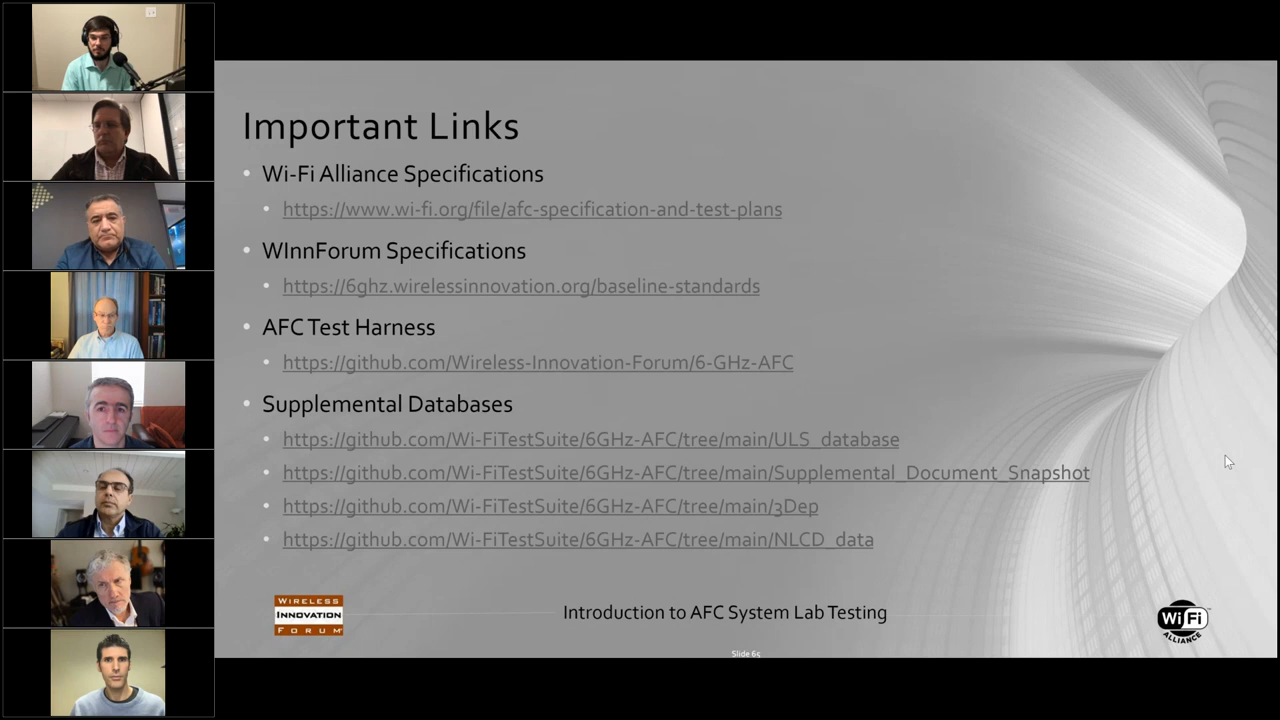 Important Links
Wi-Fi Alliance Specifications
https://www.wi-fi.org/file/afc-specification-and-test-plans
WInnForum Specifications
https://6ghz.wirelessinnovation.org/baseline-standards
AFC Test Harness
https://github.com/Wireless-Innovation-Forum/6-GHz-AFC
Supplemental Databases
https://github.com/Wi-FiTestSuite/6GHz-AFC/tree/main/ULS_database
https://github.com/Wi-FiTestSuite/6GHz-AFC/tree/main/Supplemental_Document_Snapshot
https://github.com/Wi-FiTestSuite/6GHz-AFC/tree/main/3Dep
https://github.com/Wi-FiTestSuite/6GHz-AFC/tree/main/NLCD_data
WIRELESS
INNOVATION
FORUM
Introduction to AFC System Lab Testing
Wi Fi
ALLIANCE
Slide 65